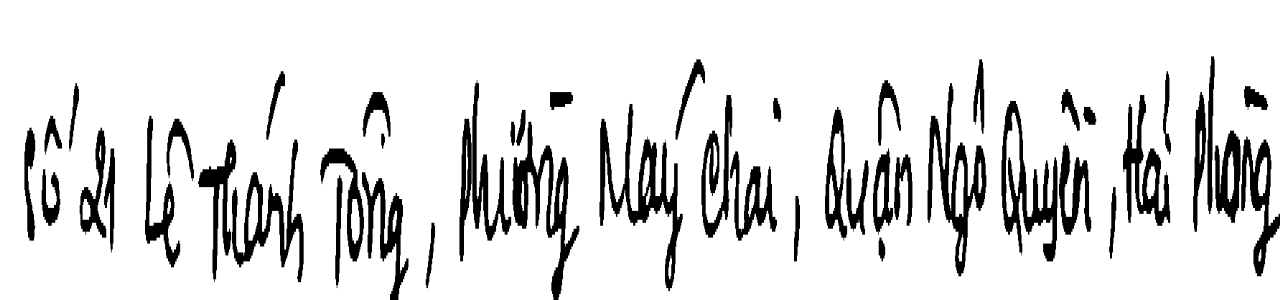 Số 21 Lê Thánh Tông, Phường Máy Chai, Quận Ngô Quyền, Hải Phòng